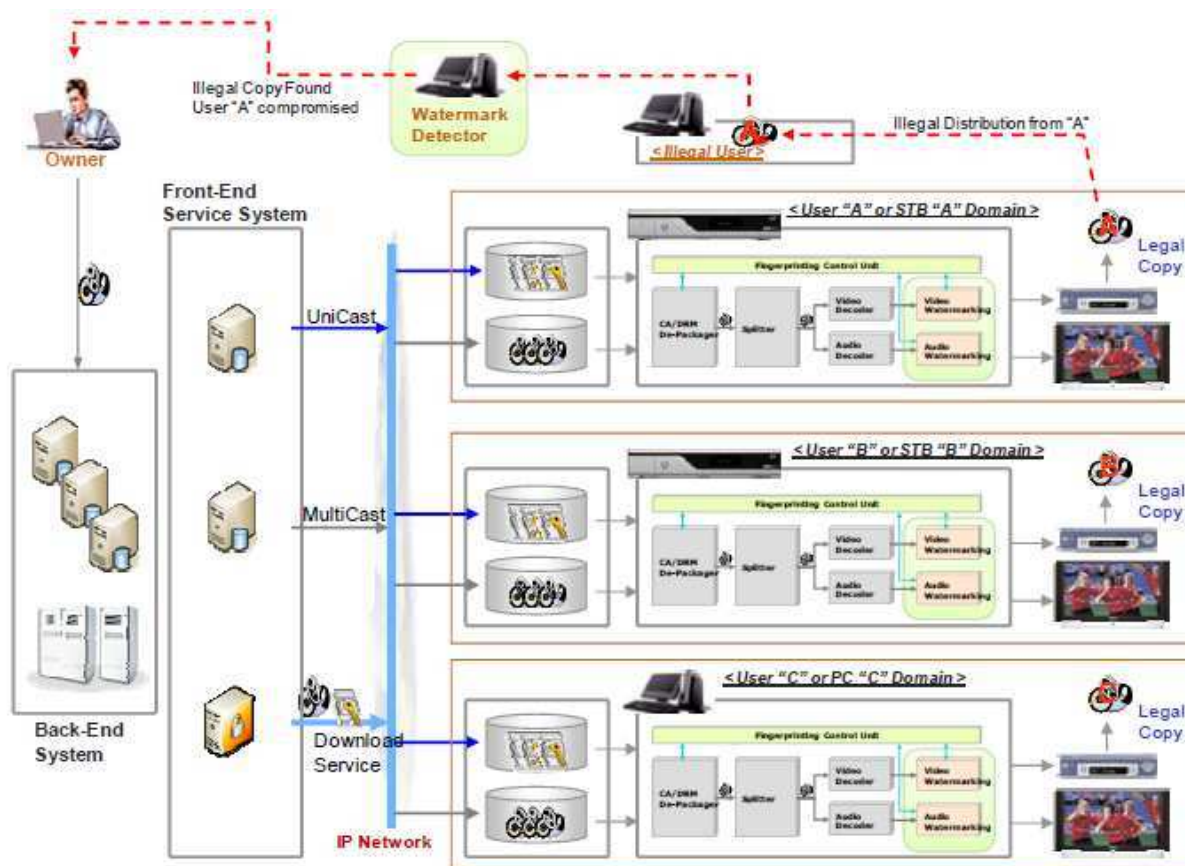 Illegal Copy Found
User "A" compromised
Watermark
Detector
Illegal Distribution from "A"
< Illegal User >
A
Owner
Front-End
Service System
< User "A" or STB "A" Domain >
A
Legal
Copy
Fingerprinting Control Unit
CA/DRM
De-Packager
Splitter
Video
Decoder
Audio
Decoder
Video
Watermarking
Audio
Watermarking
UniCast
< User "B" or STB "B" Domain >
B
Legal
Copy
Fingerprinting Control Unit
CA/DRM
De-Packager
Splitter
Video
Decoder
Audio
Decoder
Video
Watermarking
Audio
Watermarking
MultiCast
< User "C" or PC "C" Domain >
C
Legal
Copy
Fingerprinting Control Unit
CA/DRM
De-Packager
Splitter
Video
Decoder
Audio
Decoder
Video
Watermarking
Audio
Watermarking
Back-End
System
Download
Service
IP Network